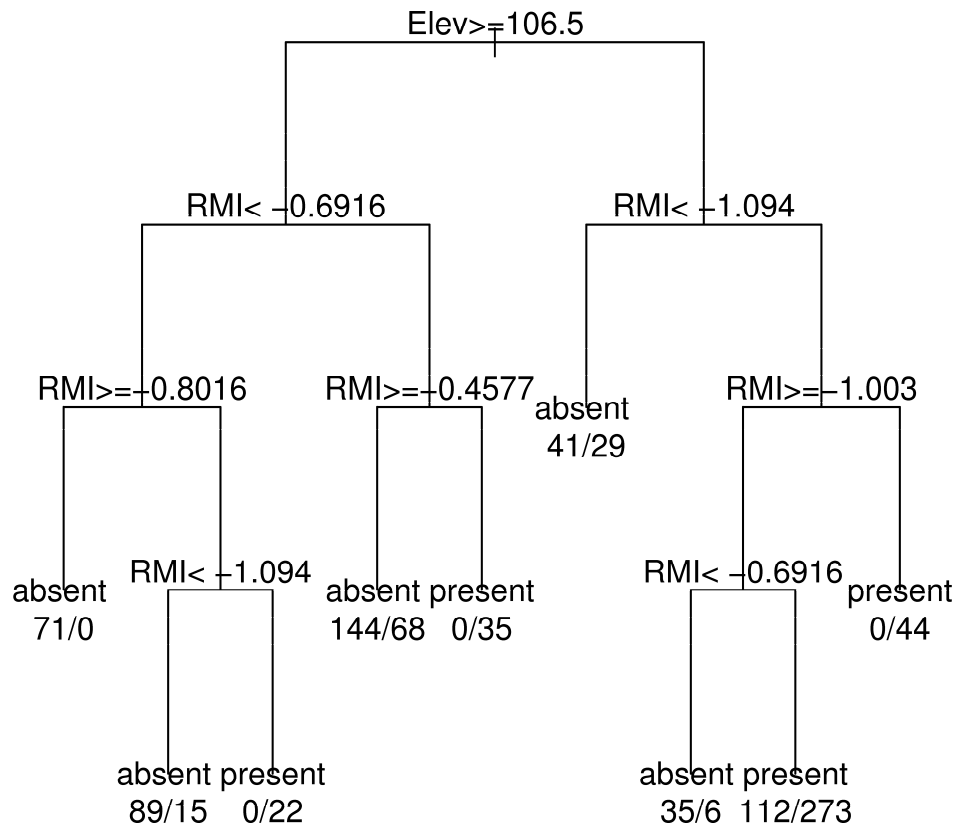 Elev>=106.5
RMI< −0.6916
RMI< −1.094
RMI>=−0.8016
RMI>=−0.4577
absent
41/29
RMI>=−1.003
absent
71/0
RMI< −1.094
absent
144/68
present
0/35
RMI< −0.6916
present
0/44
absent
89/15
present
0/22
absent
35/6
present
112/273